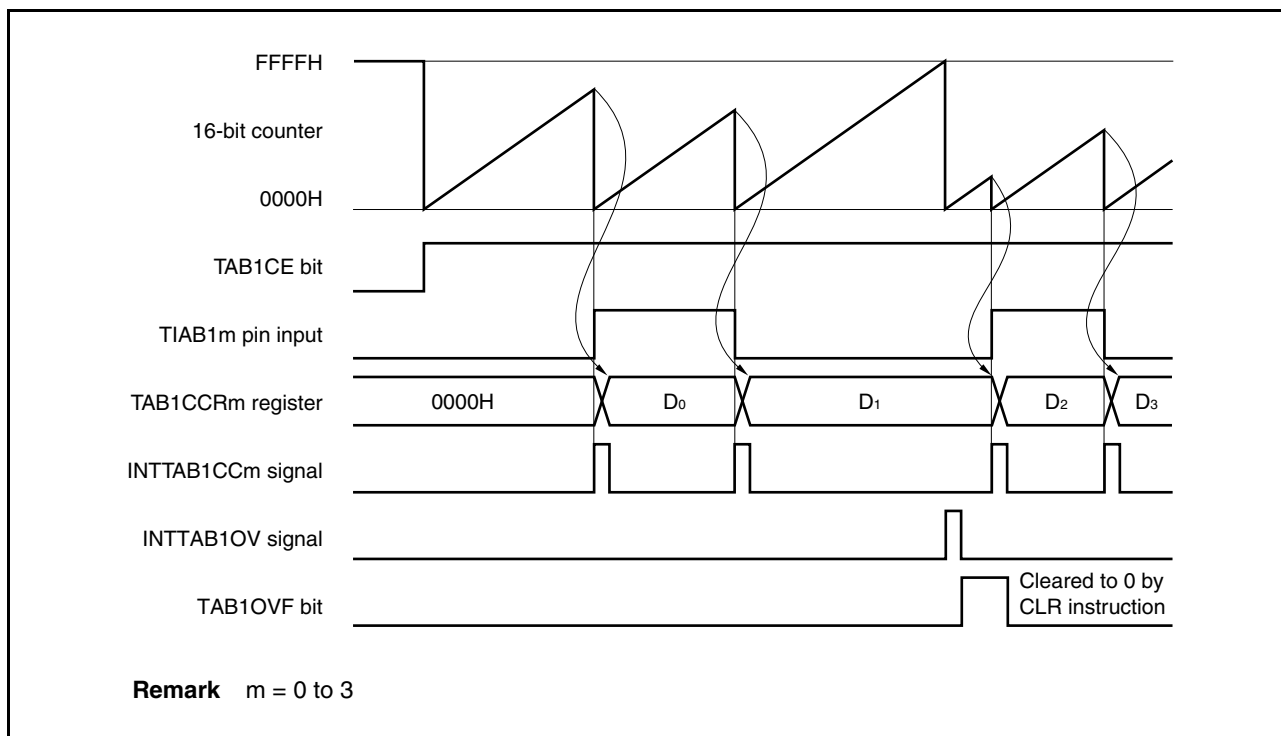 FFFFH
16-bit counter
0000H
TAB1CE bit
TIAB1m pin input
TAB1CCRm register
0000H
D0
D1
D2
D3
INTTAB1CCm signal
INTTAB1OV signal
TAB1OVF bit
Cleared to 0 by
CLR instruction
Remark m = 0 to 3